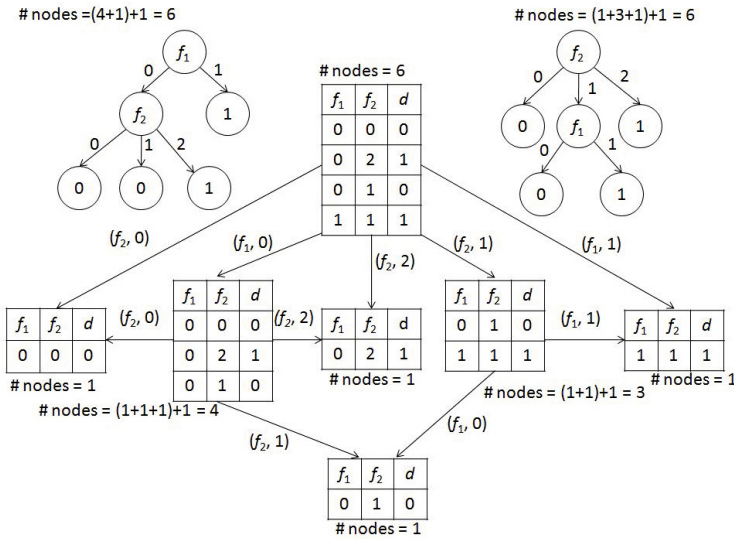 # nodes =(4+1)+1 = 6
# nodes =(1+3+1)+1 = 6
f1
0 1
f2 1
0 1 2
0 0 1
f2
0 1 2
0 f1 1
0 1
0 1
# nodes = 6
f1 f2 d
0 0 0
0 2 1
0 1 0
1 1 1
(f2, 0)
(f1, 0)
(f2, 2)
(f2, 1)
(f1, 1)
f1 f2 d
0 0 0
# nodes = 1
(f2, 0)
f1 f2 d
0 0 0
0 2 1
0 1 0
# nodes = (1+1+1)+1 = 4
(f2, 2)
f1 f2 d
0 2 1
# nodes = 1
f1 f2 d
0 1 0
1 1 1
# nodes = (1+1)+1 = 3
(f1, 1)
f1 f2 d
1 1 1
# nodes = 1
(f2, 1)
(f1, 0)
f1 f2 d
0 1 0
# nodes = 1